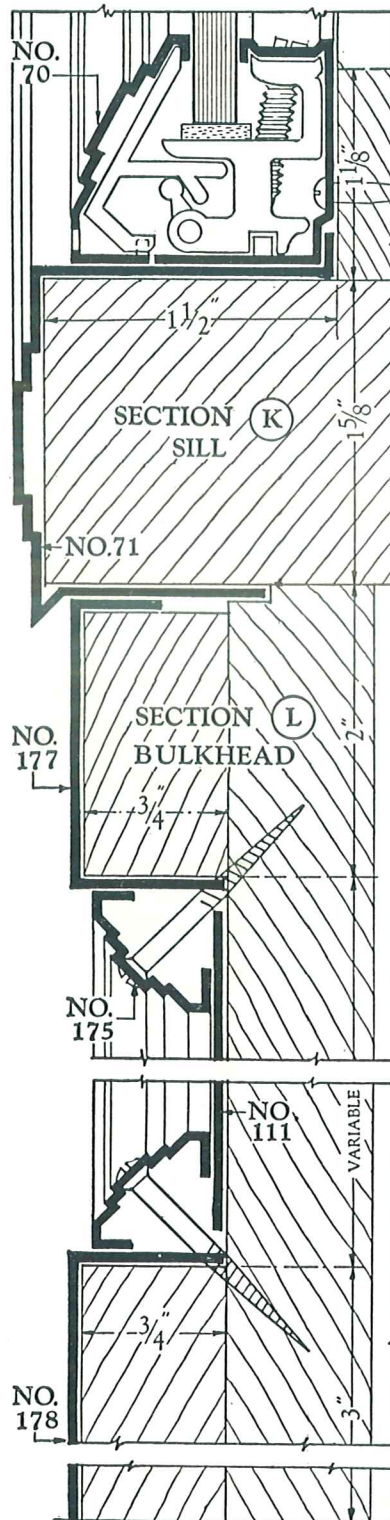 NO.
70
1 1/8"
1 1/2"
SECTION K
SILL
1 5/8"
NO.71
SECTION L
BULKHEAD
2"
NO.
177
3/4"
NO.
175
NO.
111
VARIABLE
3/4"
NO.
178
3"